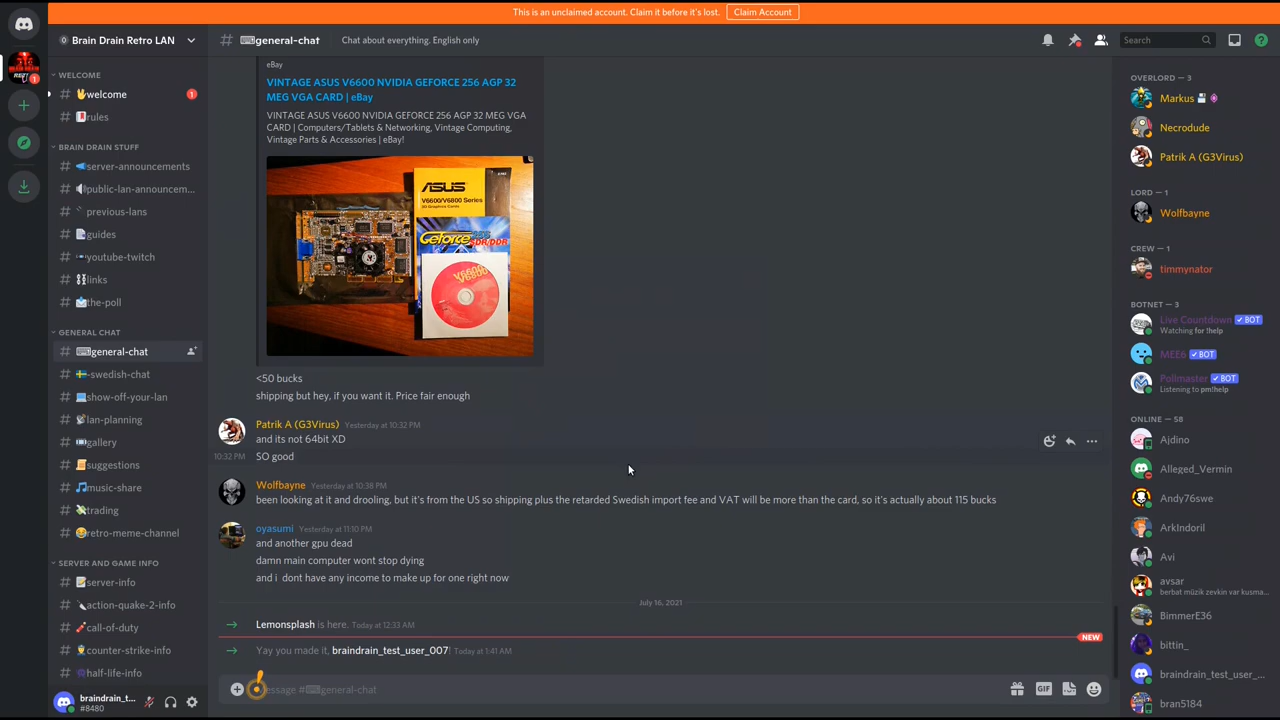 This is an unclaimed account. Claim it before it's lost. Claim Account
Brain Drain Retro LAN
WELCOME
# welcome 1
# rules
BRAIN DRAIN STUFF
# server-announcements
# public-lan-announcem...
# previous-lans
# guides
# youtube-twitch
# links
# the-poll
GENERAL CHAT
# general-chat
# -swedish-chat
# show-off-your-lan
# lan-planning
# gallery
# suggestions
# music-share
# trading
# retro-meme-channel
SERVER AND GAME INFO
# server-info
# action-quake-2-info
# call-of-duty
# counter-strike-info
# half-life-info
braindrain_t...
#8480
# general-chat Chat about everything. English only
Search
eBay
VINTAGE ASUS V6600 NVIDIA GEFORCE 256 AGP 32
MEG VGA CARD | eBay
VINTAGE ASUS V6600 NVIDIA GEFORCE 256 AGP 32 MEG VGA
CARD | Computers/Tablets & Networking, Vintage Computing,
Vintage Parts & Accessories | eBay!
ASUS
V6600/V6800 Series
GeForce
SDR/DDR
V6600
V6800
<50 bucks
shipping but hey, if you want it. Price fair enough
Patrik A (G3Virus) Yesterday at 10:32 PM
and its not 64bit XD
10:32 PM SO good
Wolfbayne Yesterday at 10:38 PM
been looking at it and drooling, but it's from the US so shipping plus the retarded Swedish import fee and VAT will be more than the card, so it's actually about 115 bucks
oyasumi Yesterday at 11:10 PM
and another gpu dead
damn main computer wont stop dying
and i dont have any income to make up for one right now
July 16, 2021
Lemonsplash is here. Today at 12:33 AM
NEW
Yay you made it, braindrain_test_user_007! Today at 1:41 AM
essage # general-chat
GIF
OVERLORD — 3
Markus
Necrodude
Patrik A (G3Virus)
LORD — 1
Wolfbayne
CREW — 1
timmynator
BOTNET — 3
Live Countdown ✓ BOT
Watching for !help
MEE6 ✓ BOT
Pollmaster ✓ BOT
Listening to pm!help
ONLINE — 58
Ajdino
Alleged_Vermin
Andy76swe
ArkIndoril
Avi
avsar
berbat müzik zevkin var kusma...
BimmerE36
bittin_
braindrain_test_user_...
bran5184